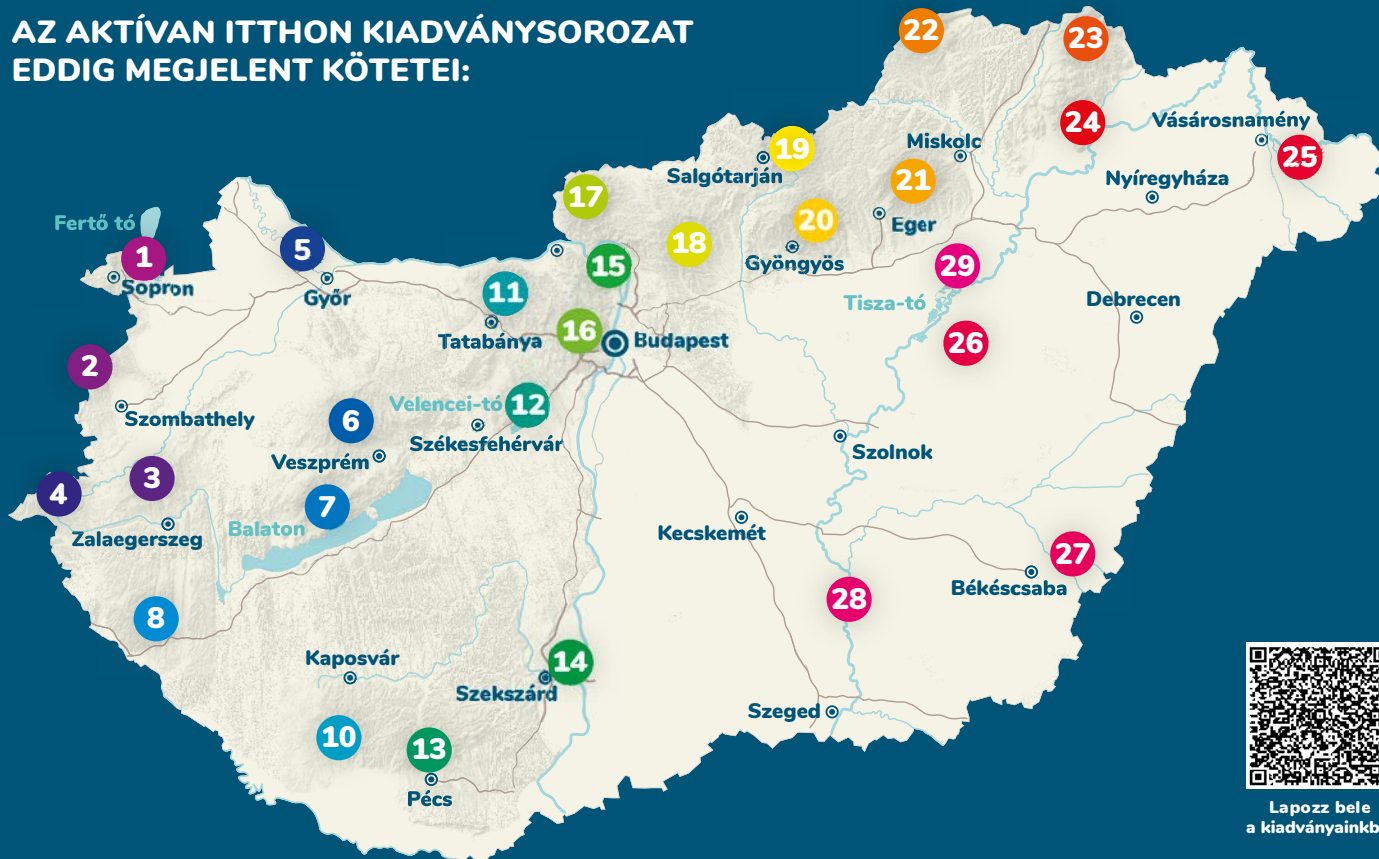 AZ AKTÍVAN ITTHON KIADVÁNYSOROZAT
EDDIG MEGJELENT KÖTETEI:
22
23
24
Vásárosnamény
25
Miskolc
19
Salgótarján
21
Nyíregyháza
17
20
Eger
Fertő tó
18
Gyöngyös
1
Sopron
5
Győr
15
29
11
Tisza-tó
Debrecen
Tatabánya
16
Budapest
26
2
Szombathely
Velencei-tó
12
6
Székesfehérvár
Veszprém
Szolnok
3
4
7
Balaton
Zalaegerszeg
Kecskemét
27
Békéscsaba
28
8
Kaposvár
14
Szekszárd
Szeged
10
13
Pécs
Lapozz bele
a kiadványainkb